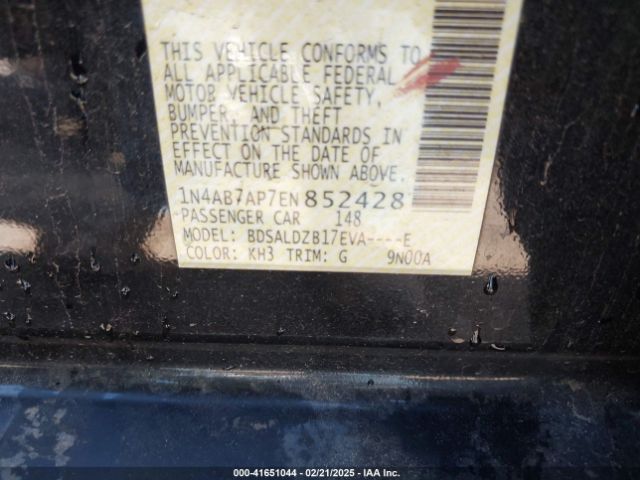 THIS VEHICLE CONFORMS TO
ALL APPLICABLE FEDERAL
MOTOR VEHICLE SAFETY,
BUMPER, AND THEFT
PREVENTION STANDARDS IN
EFFECT ON THE DATE OF
MANUFACTURE SHOWN ABOVE.
1N4AB7AP7EN852428
PASSENGER CAR 148
MODEL: BDSALDZB17EVA----E
COLOR: KH3 TRIM: G 9N00A
000-41651044 — 02/21/2025 — IAA Inc.